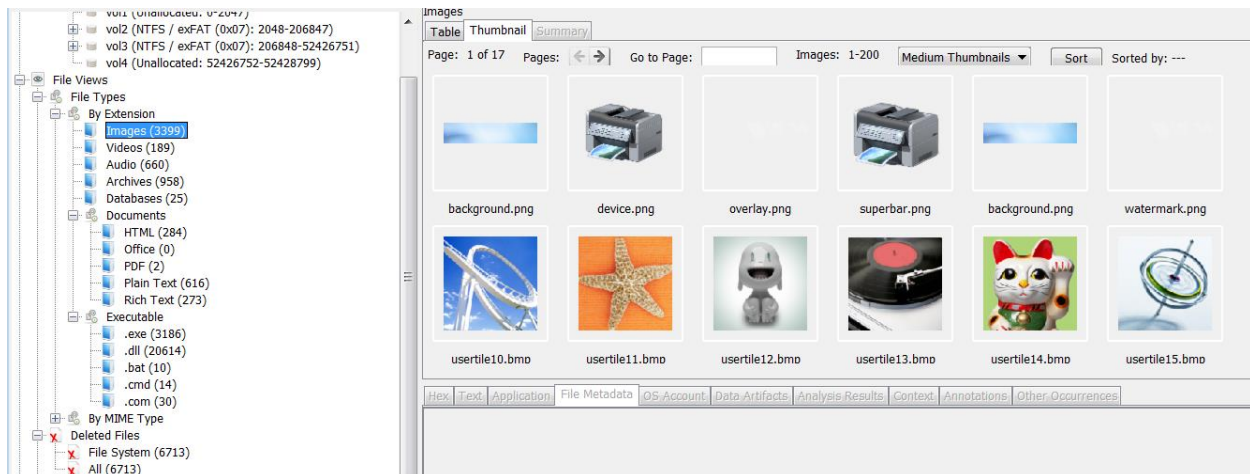 vol1 (Unallocated: 0-2047)
vol2 (NTFS / exFAT (0x07): 2048-206847)
vol3 (NTFS / exFAT (0x07): 206848-52426751)
vol4 (Unallocated: 52426752-52428799)
File Views
File Types
By Extension
Images (3399)
Videos (189)
Audio (660)
Archives (958)
Databases (25)
Documents
HTML (284)
Office (0)
PDF (2)
Plain Text (616)
Rich Text (273)
Executable
.exe (3186)
.dll (20614)
.bat (10)
.cmd (14)
.com (30)
By MIME Type
Deleted Files
File System (6713)
All (6713)
Images
Table Thumbnail Summary
Page: 1 of 17 Pages: Go to Page: Images: 1-200 Medium Thumbnails Sort Sorted by: ---
background.png device.png overlay.png superbar.png background.png watermark.png
usertile10.bmp usertile11.bmp usertile12.bmp usertile13.bmp usertile14.bmp usertile15.bmp
Hex Text Application File Metadata OS Account Data Artifacts Analysis Results Context Annotations Other Occurrences